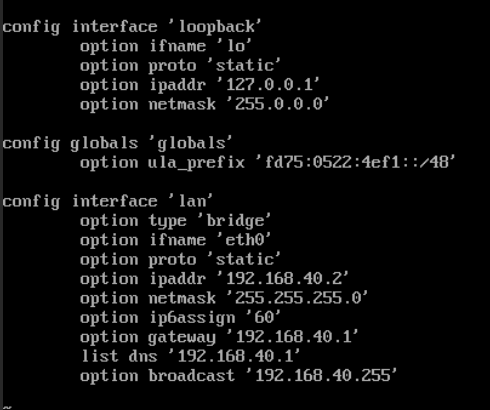 config interface 'loopback'
option ifname 'lo'
option proto 'static'
option ipaddr '127.0.0.1'
option netmask '255.0.0.0'
config globals 'globals'
option ula_prefix 'fd75:0522:4ef1::/48'
config interface 'lan'
option type 'bridge'
option ifname 'eth0'
option proto 'static'
option ipaddr '192.168.40.2'
option netmask '255.255.255.0'
option ip6assign '60'
option gateway '192.168.40.1'
list dns '192.168.40.1'
option broadcast '192.168.40.255'
~